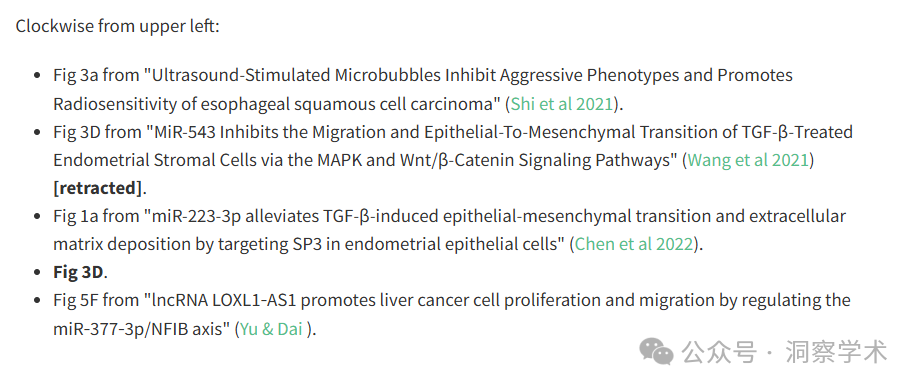 Clockwise from upper left:
• Fig 3a from "Ultrasound-Stimulated Microbubbles Inhibit Aggressive Phenotypes and Promotes
Radiosensitivity of esophageal squamous cell carcinoma" (Shi et al 2021).
• Fig 3D from "MiR-543 Inhibits the Migration and Epithelial-To-Mesenchymal Transition of TGF-β-Treated
Endometrial Stromal Cells via the MAPK and Wnt/β-Catenin Signaling Pathways" (Wang et al 2021)
[retracted].
• Fig 1a from "miR-223-3p alleviates TGF-β-induced epithelial-mesenchymal transition and extracellular
matrix deposition by targeting SP3 in endometrial epithelial cells" (Chen et al 2022).
• Fig 3D.
• Fig 5F from "lncRNA LOXL1-AS1 promotes liver cancer cell proliferation and migration by regulating the
miR-377-3p/NFIB axis" (Yu & Dai ).
公众号 · 洞察学术